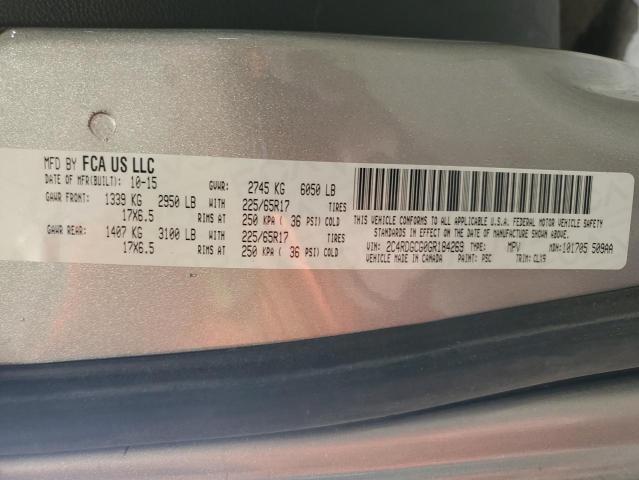 MFD BY FCA US LLC
DATE OF MFR(BUILT): 10-15 GVWR: 2745 KG 6050 LB
GAWR FRONT: 1339 KG 2950 LB WITH 225/65R17 TIRES
17X6.5 RIMS AT 250 KPA ( 36 PSI) COLD
GAWR REAR: 1407 KG 3100 LB WITH 225/65R17 TIRES
17X6.5 RIMS AT 250 KPA ( 36 PSI) COLD
THIS VEHICLE CONFORMS TO ALL APPLICABLE U.S.A. FEDERAL MOTOR VEHICLE SAFETY
STANDARDS IN EFFECT ON THE DATE OF MANUFACTURE SHOWN ABOVE.
VIN: 2C4RDGCG0GR184269 TYPE: MPV MDH: 101705 509AA
VEHICLE MADE IN CANADA PAINT: PSC TRIM: CLX9